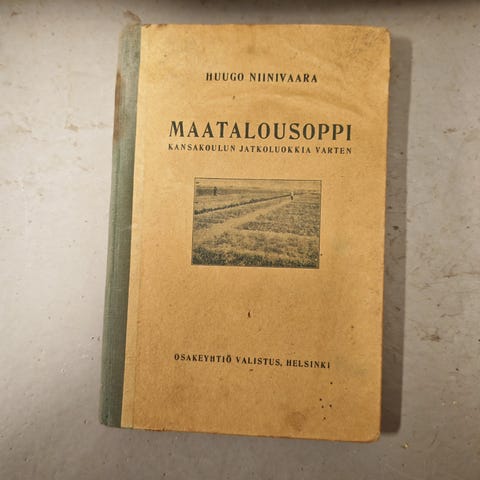 HUUGO NIINIVAARA
MAATALOUSOPPI
KANSAKOULUN JATKOLUOKKIA VARTEN
OSAKEYHTIÖ VALISTUS, HELSINKI